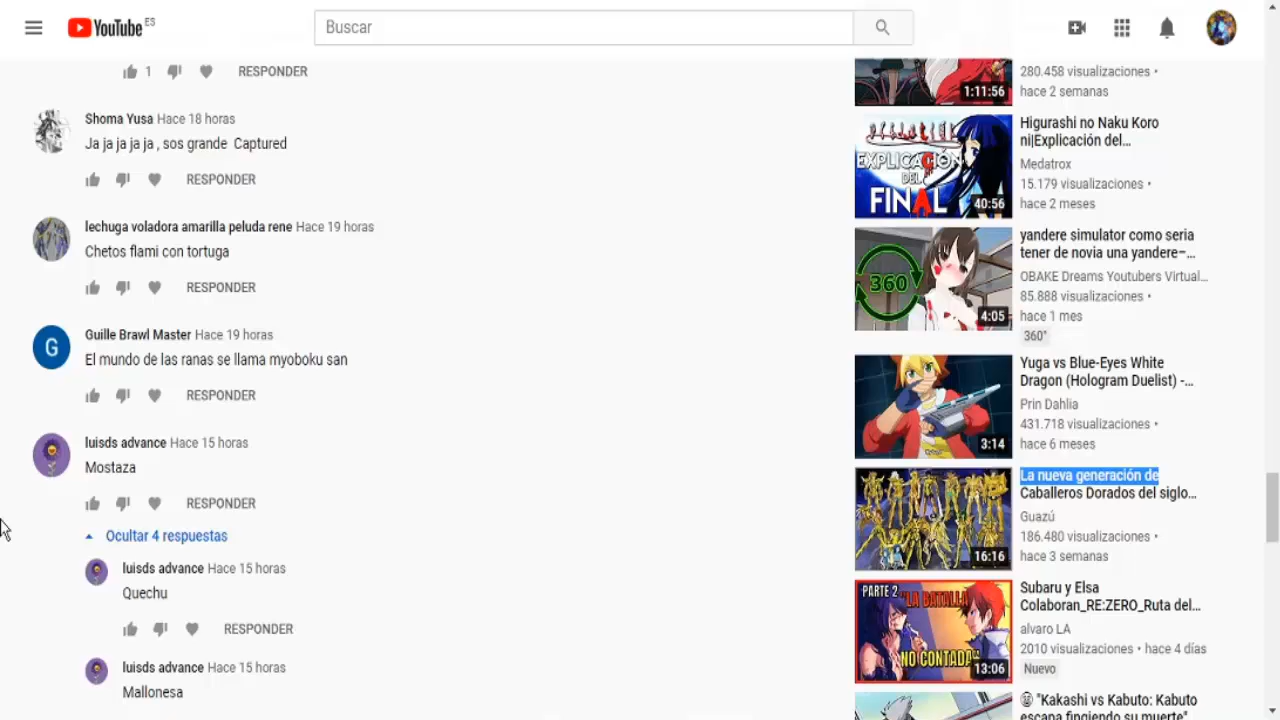 YouTube ES
Buscar
1 RESPONDER
Shoma Yusa Hace 18 horas
Ja ja ja ja ja , sos grande Captured
RESPONDER
lechuga voladora amarilla peluda rene Hace 19 horas
Chetos flami con tortuga
RESPONDER
G
Guille Brawl Master Hace 19 horas
El mundo de las ranas se llama myoboku san
RESPONDER
luisds advance Hace 15 horas
Mostaza
RESPONDER
Ocultar 4 respuestas
luisds advance Hace 15 horas
Quechu
RESPONDER
luisds advance Hace 15 horas
Mallonesa
1:11:56
280.458 visualizaciones •
hace 2 semanas
EXPLICACIÓN
DEL
FINAL
40:56
Higurashi no Naku Koro
ni|Explicación del...
Medatrox
15.179 visualizaciones •
hace 2 meses
360°
4:05
yandere simulator como seria
tener de novia una yandere–...
OBAKE Dreams Youtubers Virtual...
85.888 visualizaciones •
hace 1 mes
360°
3:14
Yuga vs Blue-Eyes White
Dragon (Hologram Duelist) -...
Prin Dahlia
431.718 visualizaciones •
hace 6 meses
16:16
La nueva generación de
Caballeros Dorados del siglo...
Guazú
186.480 visualizaciones •
hace 3 semanas
PARTE 2
"LA BATALLA
NO CONTADA"
13:06
Subaru y Elsa
Colaboran_RE:ZERO_Ruta del...
alvaro LA
2010 visualizaciones • hace 4 días
Nuevo
"Kakashi vs Kabuto: Kabuto
escapa fingiendo su muerte"